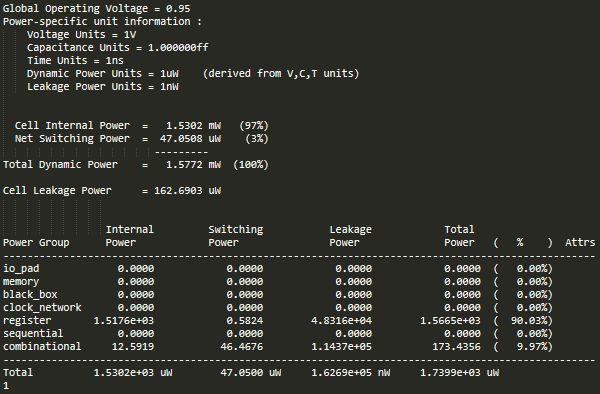 Global Operating Voltage = 0.95
Power-specific unit information :
    Voltage Units = 1V
    Capacitance Units = 1.000000ff
    Time Units = 1ns
    Dynamic Power Units = 1uW    (derived from V,C,T units)
    Leakage Power Units = 1nW
  Cell Internal Power  =   1.5302 mW   (97%)
  Net Switching Power  =  47.0508 uW    (3%)
                         ---------
Total Dynamic Power    =   1.5772 mW  (100%)
Cell Leakage Power     = 162.6903 uW
                 Internal         Switching           Leakage            Total
Power Group      Power            Power               Power              Power   (   %    )  Attrs
--------------------------------------------------------------------------------------------------
io_pad             0.0000           0.0000            0.0000            0.0000  (   0.00%)
memory             0.0000           0.0000            0.0000            0.0000  (   0.00%)
black_box          0.0000           0.0000            0.0000            0.0000  (   0.00%)
clock_network      0.0000           0.0000            0.0000            0.0000  (   0.00%)
register       1.5176e+03           0.5824        4.8316e+04        1.5665e+03  (  90.03%)
sequential         0.0000           0.0000            0.0000            0.0000  (   0.00%)
combinational     12.5919          46.4676        1.1437e+05          173.4356  (   9.97%)
--------------------------------------------------------------------------------------------------
Total          1.5302e+03 uW       47.0500 uW     1.6269e+05 nW     1.7399e+03 uW
1